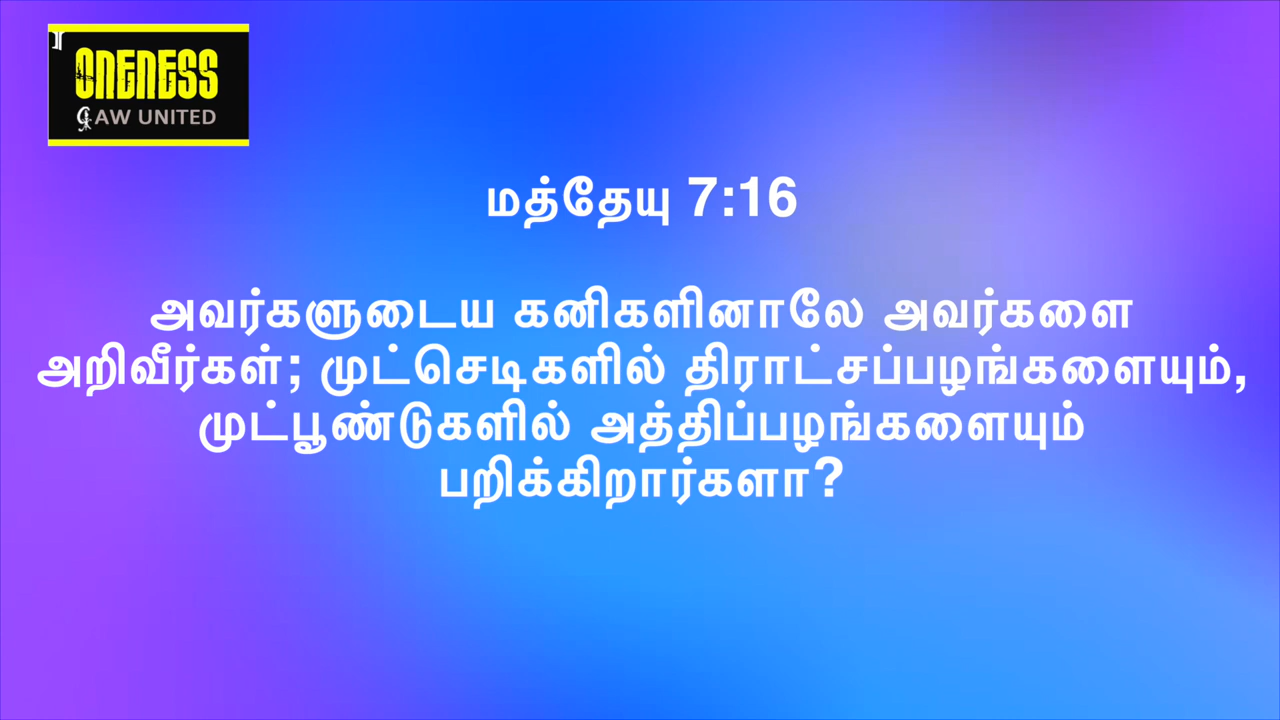 ONENESS
AW UNITED
மத்தேயு 7:16
அவர்களுடைய கனிகளினாலே அவர்களை
அறிவீர்கள்; முட்செடிகளில் திராட்சப்பழங்களையும்,
முட்பூண்டுகளில் அத்திப்பழங்களையும்
பறிக்கிறார்களா?